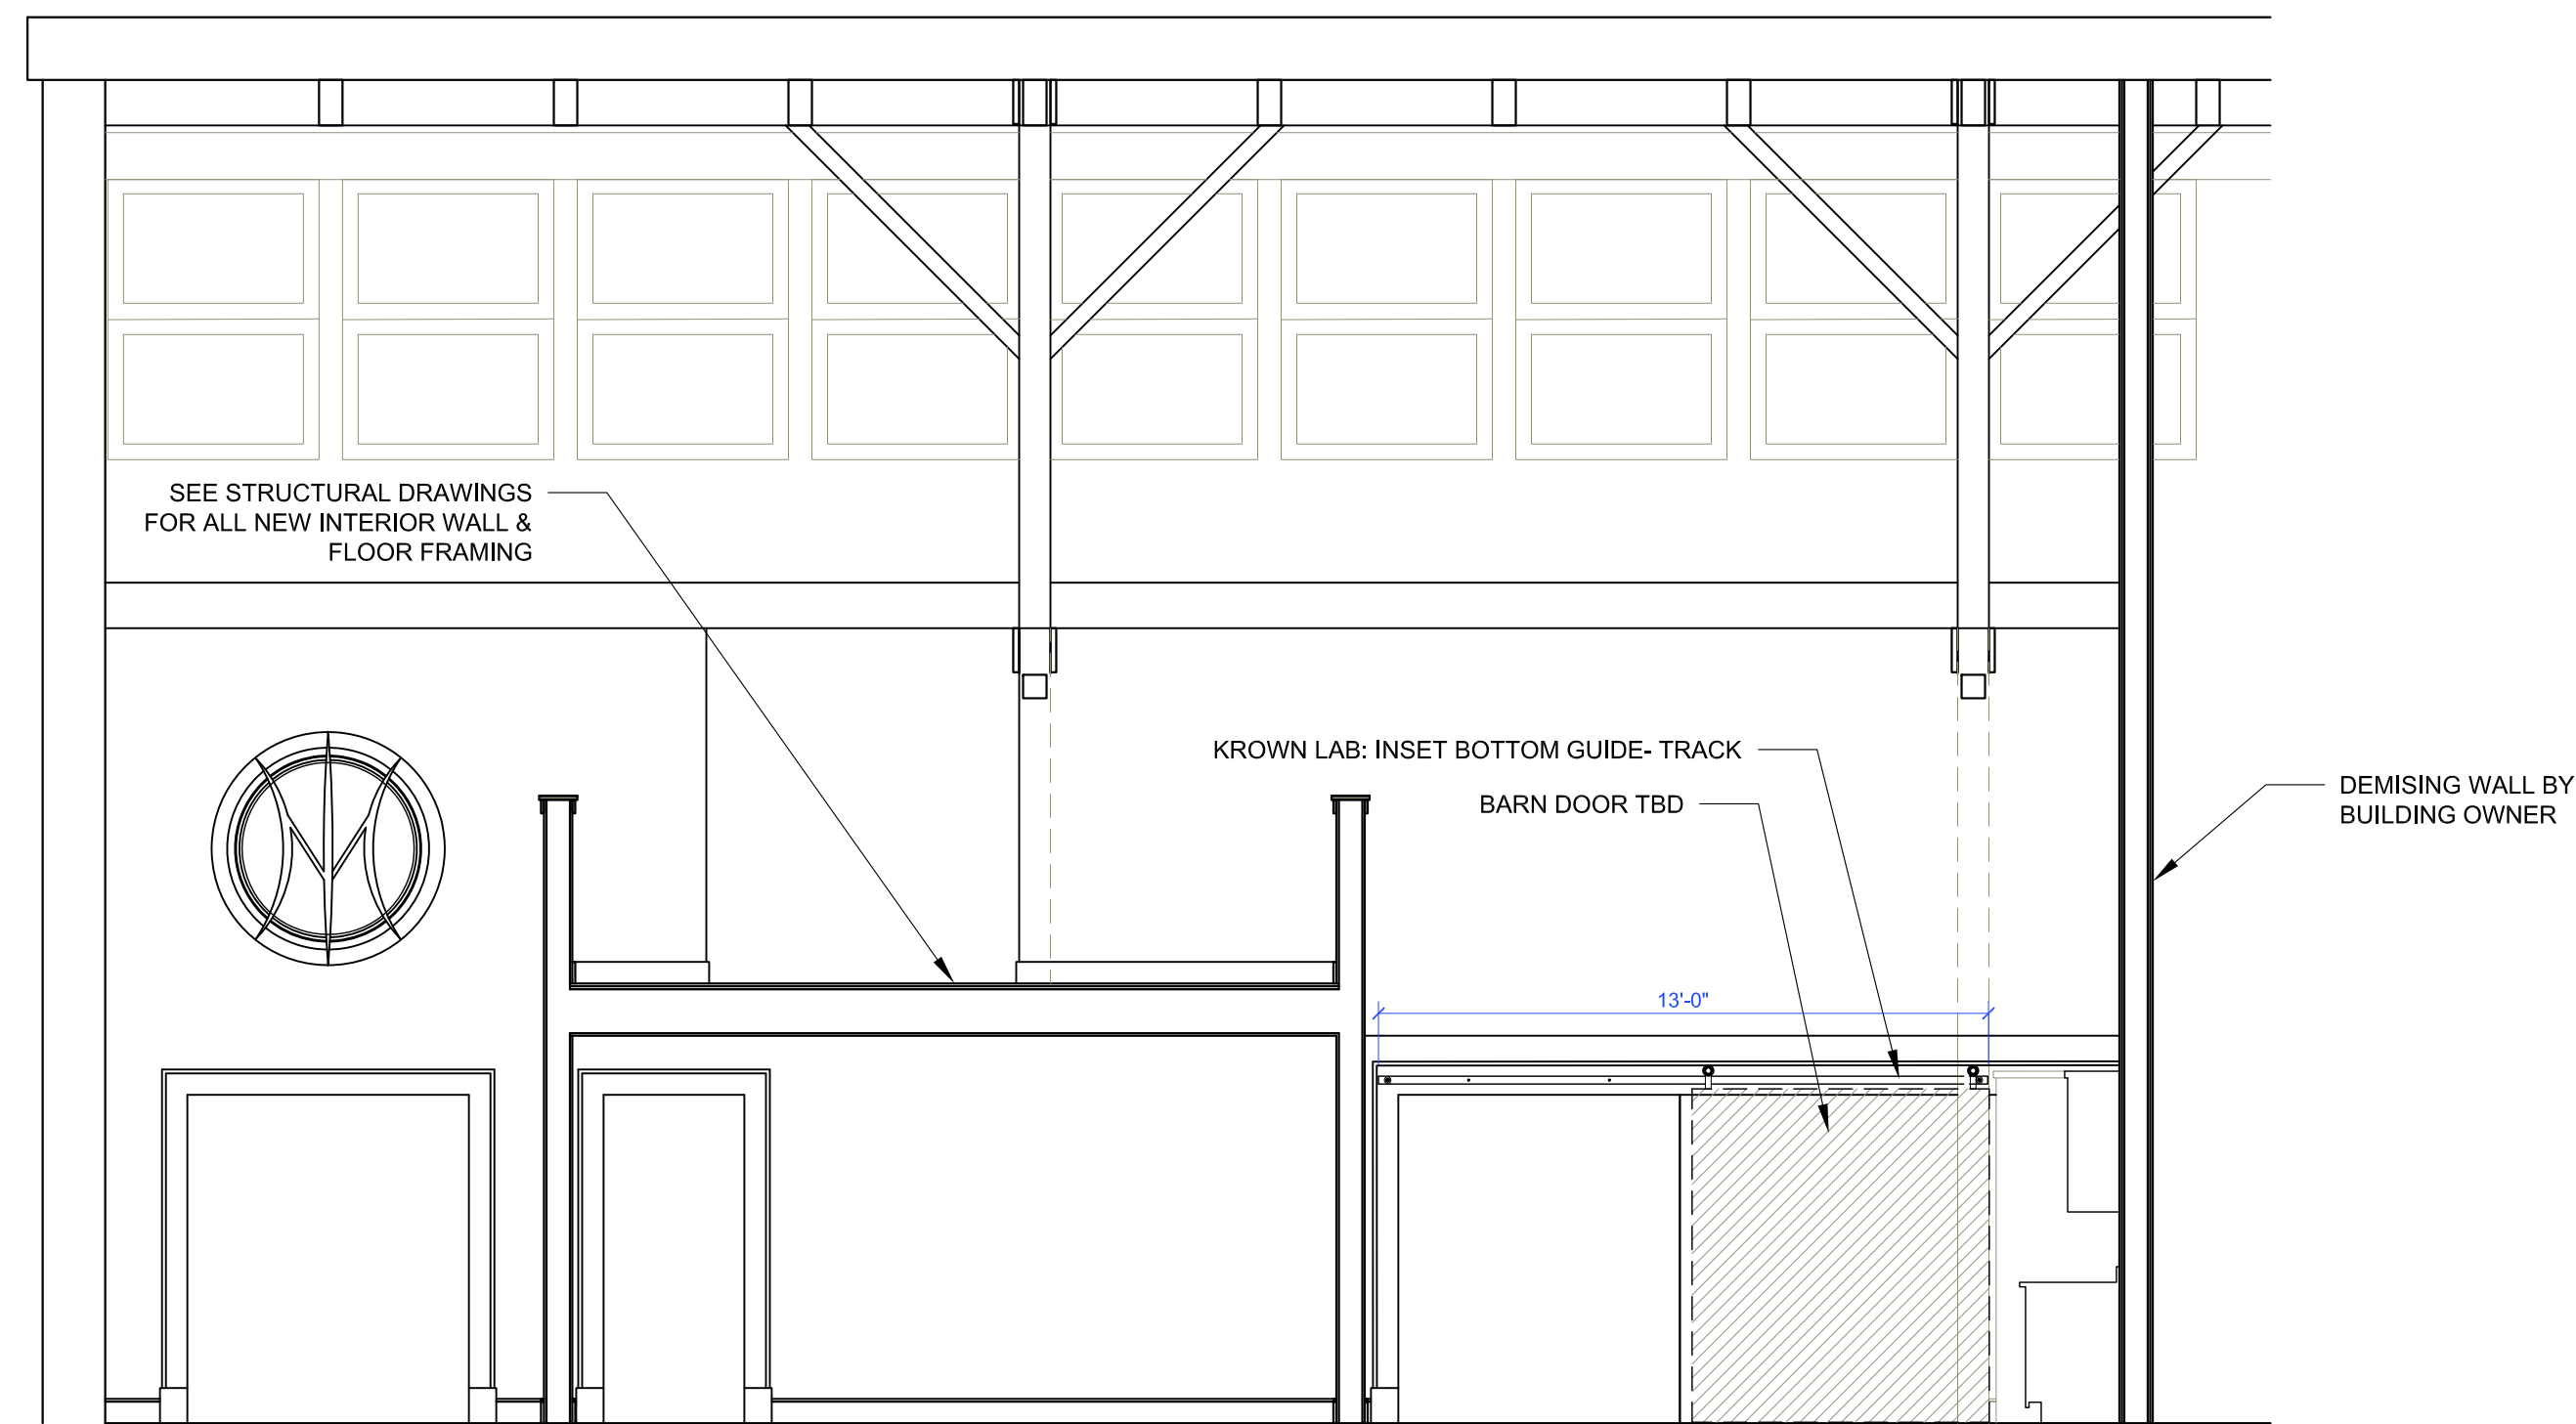 SEE STRUCTURAL DRAWINGS
FOR ALL NEW INTERIOR WALL &
FLOOR FRAMING
KROWN LAB: INSET BOTTOM GUIDE- TRACK
BARN DOOR TBD
DEMISING WALL BY
BUILDING OWNER
13'-0"